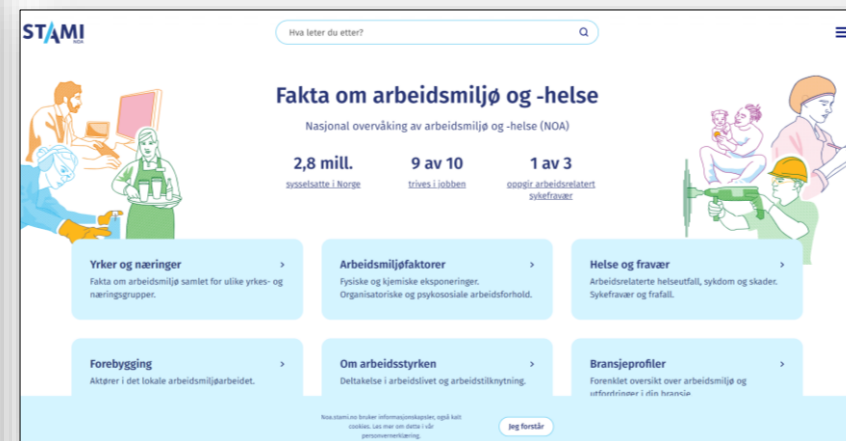 STAMI
NOA
Hva leter du etter?
Fakta om arbeidsmiljø og -helse
Nasjonal overvåking av arbeidsmiljø og -helse (NOA)
2,8 mill.
sysselsatte i Norge
9 av 10
trives i jobben
1 av 3
oppgir arbeidsrelatert
sykefravær
Yrker og næringer
Fakta om arbeidsmiljø samlet for ulike yrkes- og
næringsgrupper.
Arbeidsmiljøfaktorer
Fysiske og kjemiske eksponeringer.
Organisatoriske og psykososiale arbeidsforhold.
Helse og fravær
Arbeidsrelaterte helseutfall, sykdom og skader.
Sykefravær og frafall.
Forebygging
Aktører i det lokale arbeidsmiljøarbeidet.
Om arbeidsstyrken
Deltakelse i arbeidslivet og arbeidstilknytning.
Bransjeprofiler
Forenklet oversikt over arbeidsmiljø og
utfordringer i din bransje
Noa.stami.no bruker informasjonskapsler, også kalt
cookies. Les mer om dette i vår
personvernerklæring.
Jeg forstår